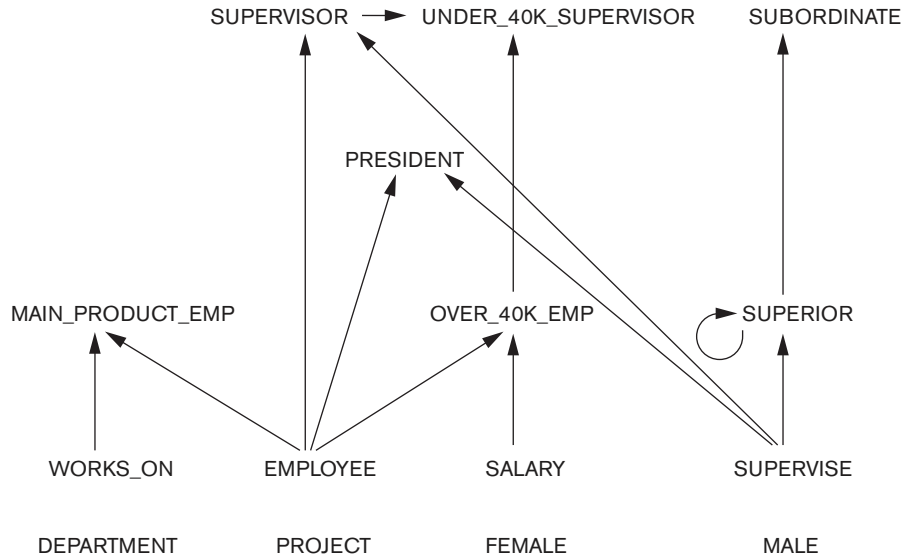 SUPERVISOR UNDER_40K_SUPERVISOR SUBORDINATE
PRESIDENT
MAIN_PRODUCT_EMP OVER_40K_EMP SUPERIOR
WORKS_ON EMPLOYEE SALARY SUPERVISE
DEPARTMENT PROJECT FEMALE MALE